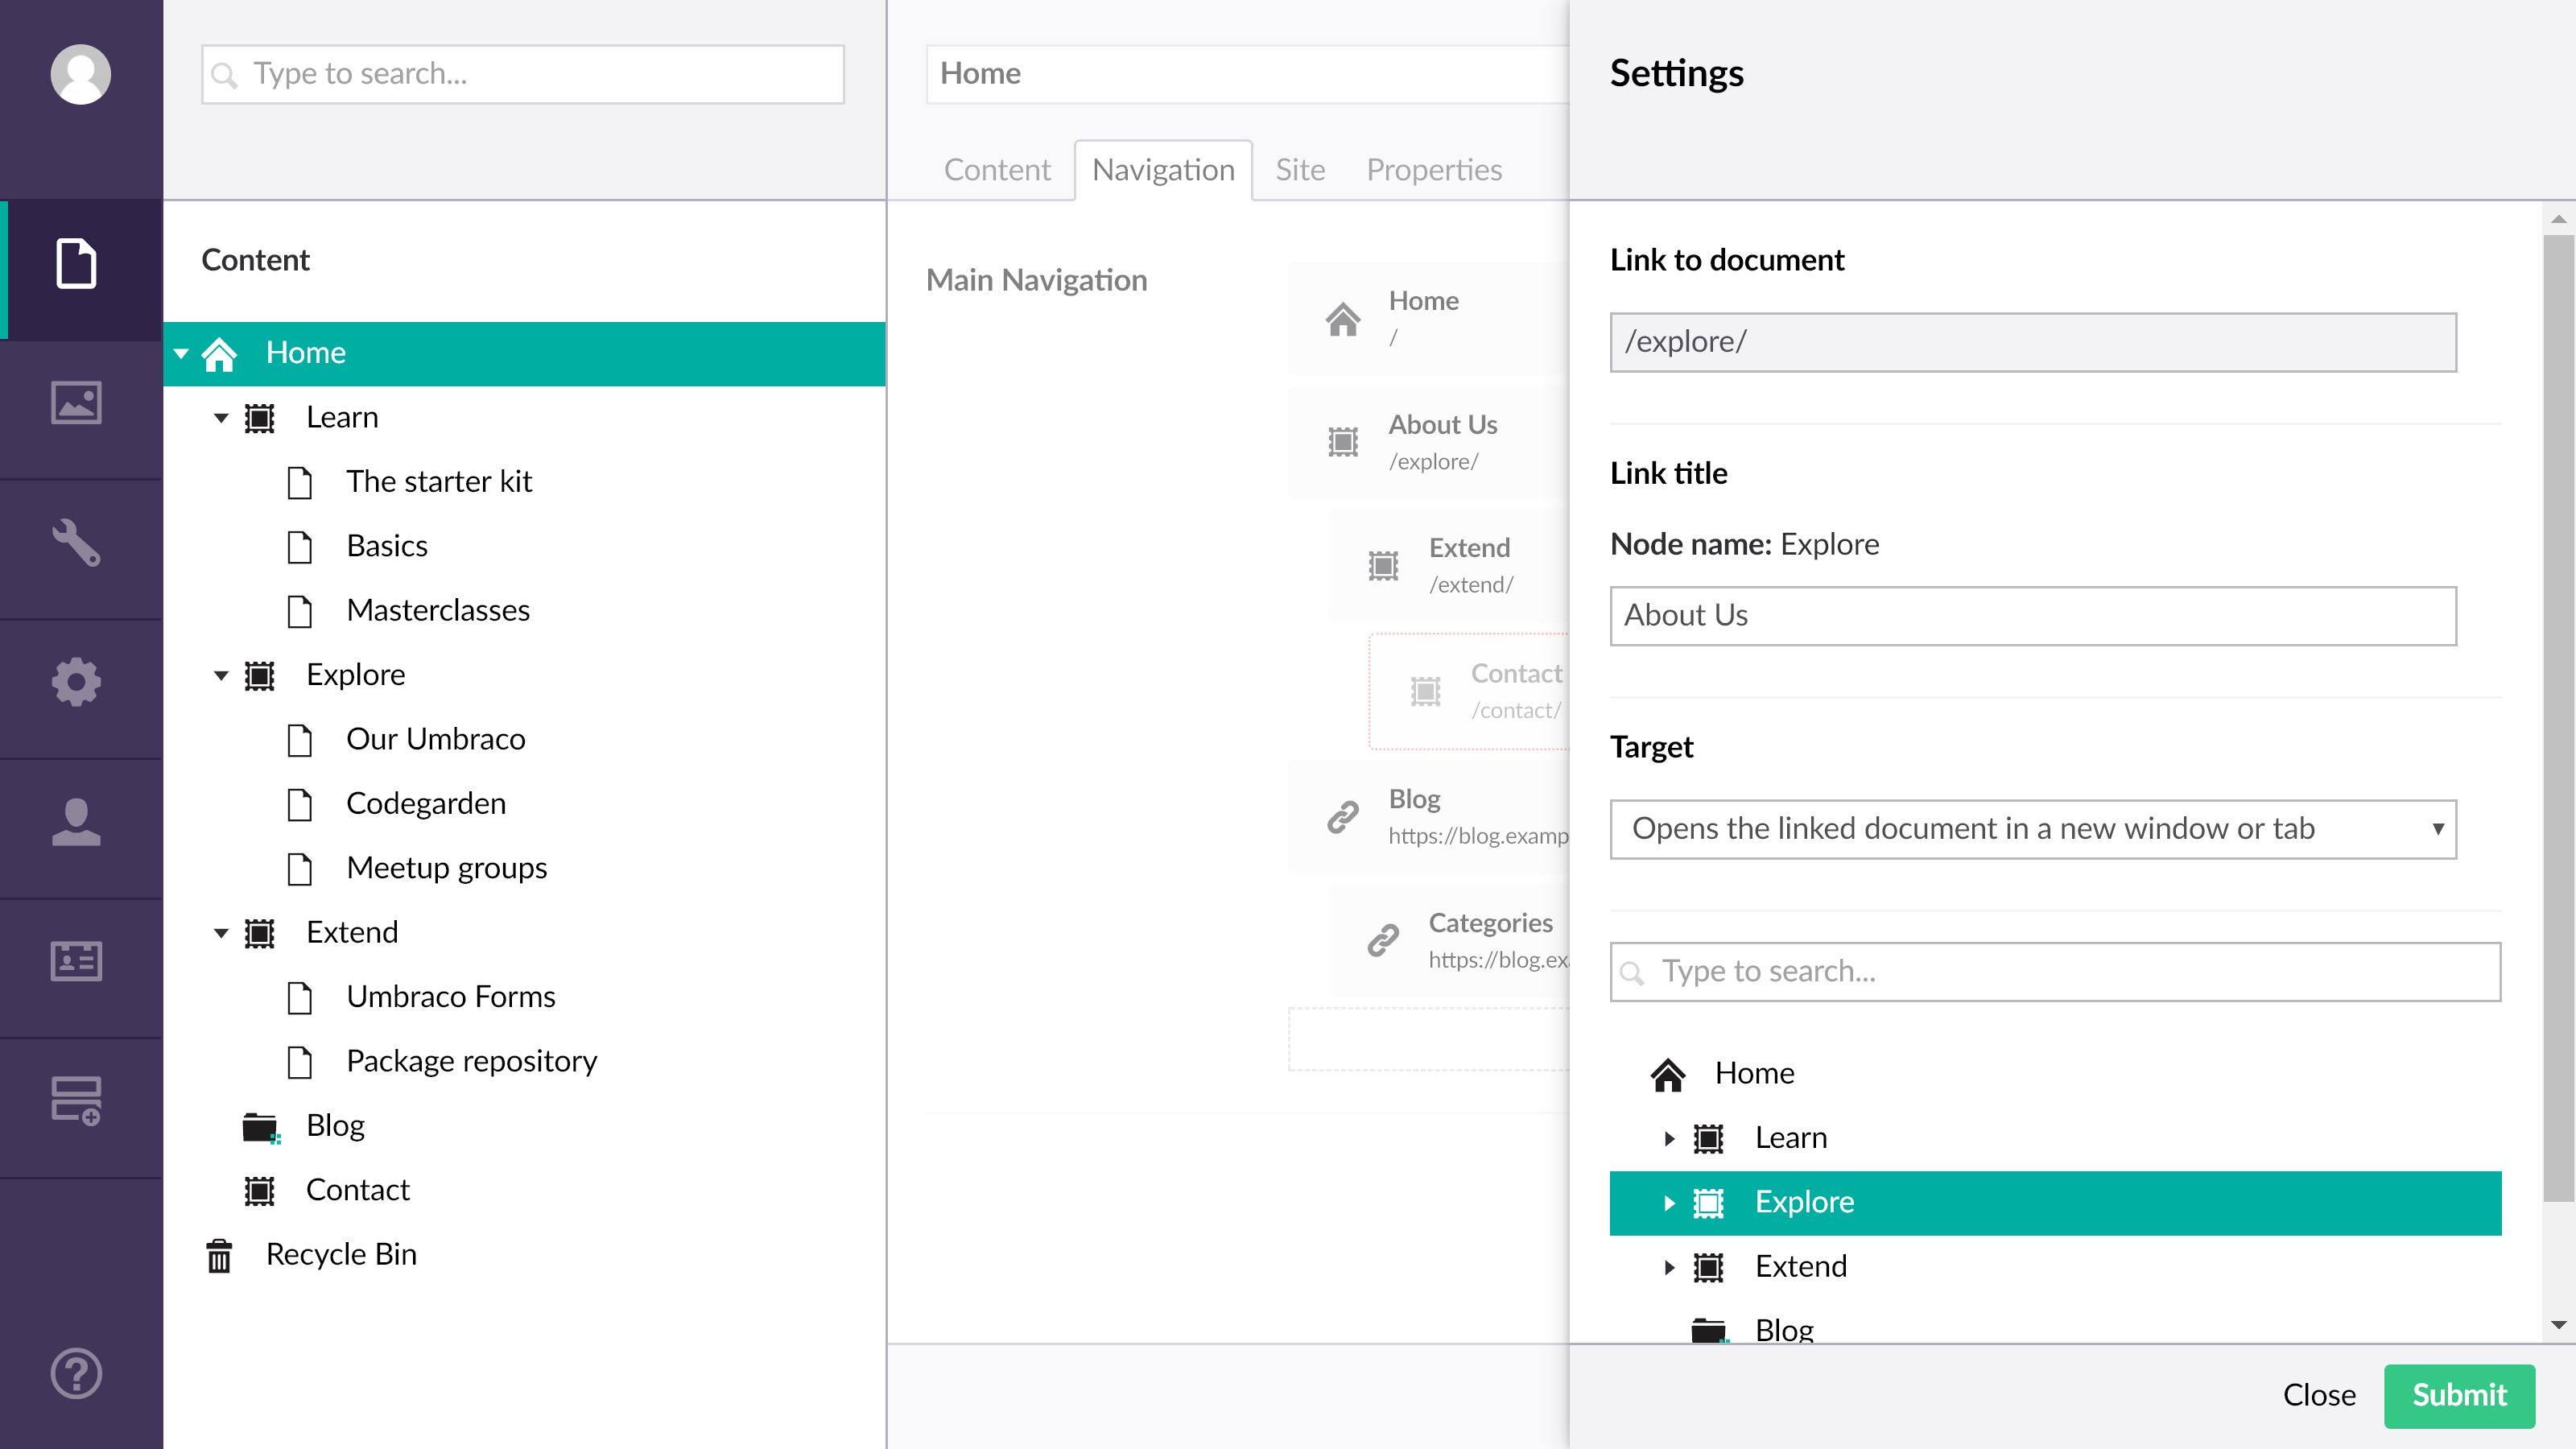 Type to search...
Content
Home
Learn
The starter kit
Basics
Masterclasses
Explore
Our Umbraco
Codegarden
Meetup groups
Extend
Umbraco Forms
Package repository
Blog
Contact
Recycle Bin
Home
Content
Navigation
Site
Properties
Main Navigation
Home
/
About Us
/explore/
Extend
/extend/
Contact
/contact/
Blog
https://blog.examp
Categories
https://blog.ex
Settings
Link to document
/explore/
Link title
Node name: Explore
About Us
Target
Opens the linked document in a new window or tab
Type to search...
Home
Learn
Explore
Extend
Blog
Close
Submit